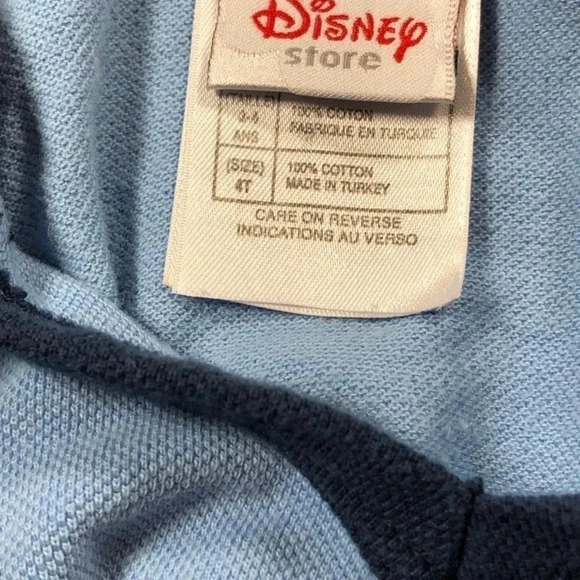 Disney
store
100% COTON
3-4
FABRIQUE EN TURQUIE
ANS
(SIZE)
100% COTTON
4T
MADE IN TURKEY
CARE ON REVERSE
INDICATIONS AU VERSO